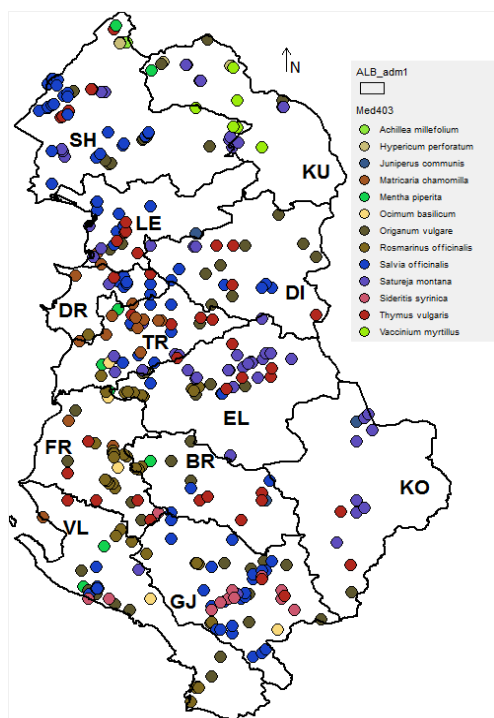 N
ALB_adm1
Med403
Achillea millefolium
Hypericum perforatum
Juniperus communis
Matricaria chamomilla
Mentha piperita
Ocimum basilicum
Origanum vulgare
Rosmarinus officinalis
Salvia officinalis
Satureja montana
Sideritis syrinica
Thymus vulgaris
Vaccinium myrtillus
SH
KU
LE
DR
DI
TR
EL
FR
BR
KO
VL
GJ